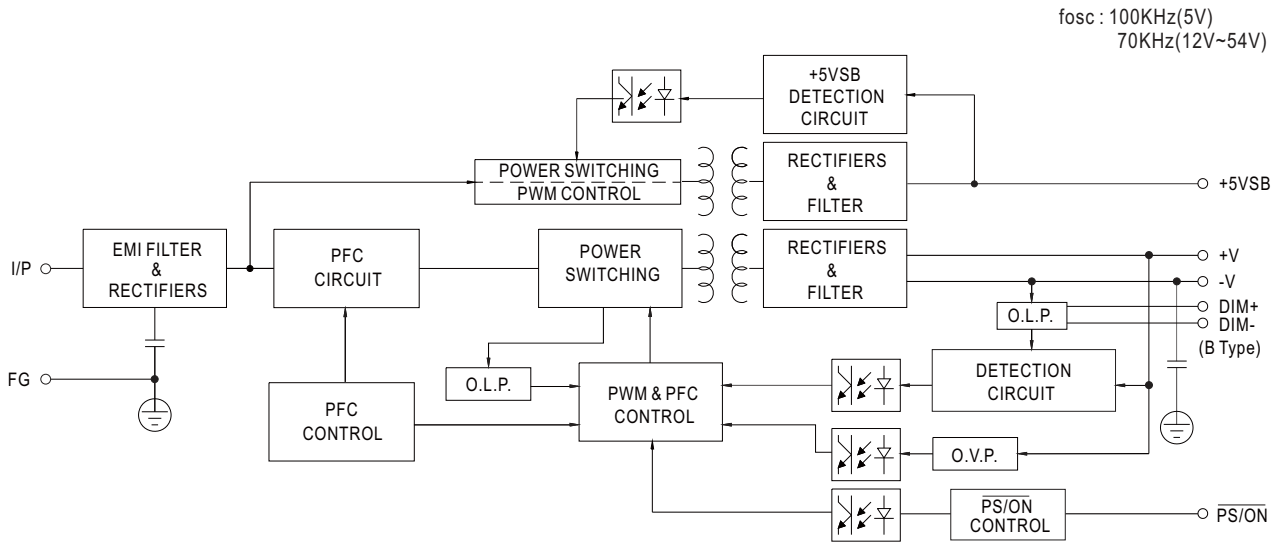 fosc : 100KHz(5V)
70KHz(12V~54V)
+5VSB
DETECTION
CIRCUIT
POWER SWITCHING
PWM CONTROL
RECTIFIERS
&
FILTER
+5VSB
I/P
EMI FILTER
&
RECTIFIERS
PFC
CIRCUIT
POWER
SWITCHING
RECTIFIERS
&
FILTER
+V
-V
O.L.P.
DIM+
DIM-
(B Type)
FG
PFC
CONTROL
O.L.P.
PWM & PFC
CONTROL
DETECTION
CIRCUIT
O.V.P.
PS/ON
CONTROL
PS/ON